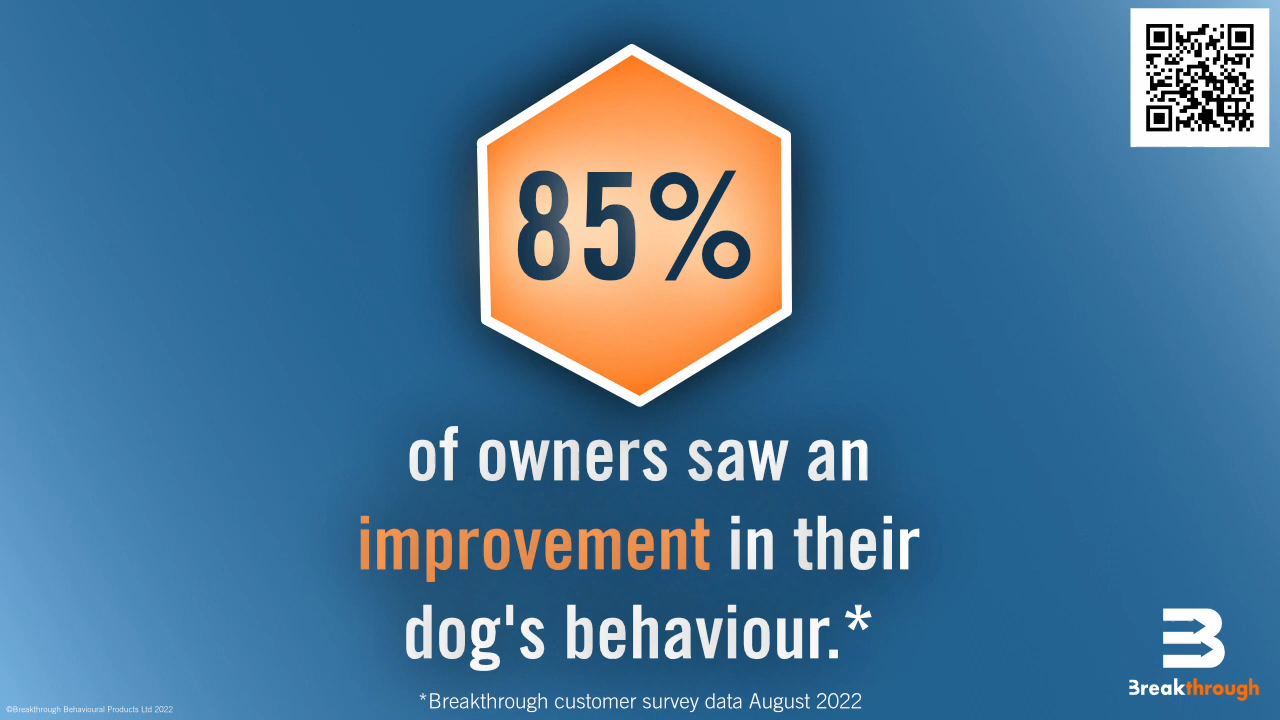 85%
of owners saw an
improvement in their
dog's behaviour.*
*Breakthrough customer survey data August 2022
©Breakthrough Behavioural Products Ltd 2022
Breakthrough